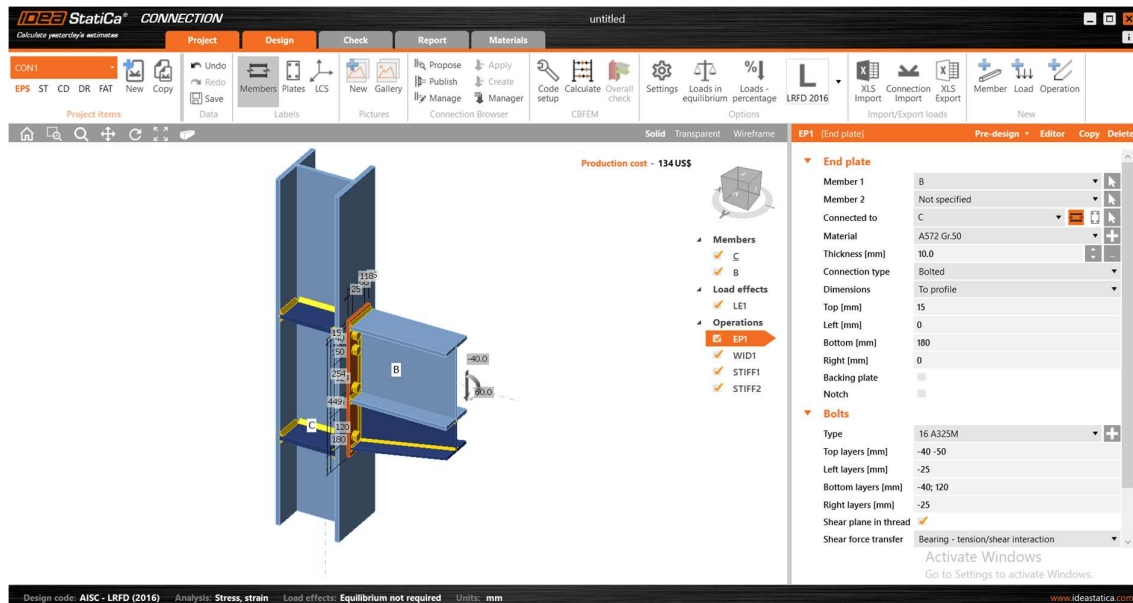 IDEA StatiCa® CONNECTION
untitled
Calculate yesterday's estimates
Project Design Check Report Materials
CON1
EPS ST CD DR FAT
New Copy
Project items
Undo
Redo
Save
Data
Members Plates LCS
Labels
New Gallery
Pictures
Propose
Publish
Manage
Apply
Create
Manager
Connection Browser
Code setup
Calculate
Overall check
CBFEM
Settings
Loads in equilibrium
Loads - percentage
L
LRFD 2016
Options
XLS Import
Connection Import
XLS Export
Import/Export loads
Member Load Operation
New
Solid Transparent Wireframe
EP1 [End plate]
Pre-design Editor Copy Delete
Production cost - 134 US$
Members
C
B
Load effects
LE1
Operations
EP1
WID1
STIFF1
STIFF2
25
50
254
449
120
180
B
C
-40.0
End plate
Member 1 B
Member 2 Not specified
Connected to C
Material A572 Gr.50
Thickness [mm] 10.0
Connection type Bolted
Dimensions To profile
Top [mm] 15
Left [mm] 0
Bottom [mm] 180
Right [mm] 0
Backing plate
Notch
Bolts
Type 16 A325M
Top layers [mm] -40 -50
Left layers [mm] -25
Bottom layers [mm] -40; 120
Right layers [mm] -25
Shear plane in thread
Shear force transfer Bearing - tension/shear interaction
Activate Windows
Go to Settings to activate Windows.
Design code: AISC - LRFD (2016) Analysis: Stress, strain Load effects: Equilibrium not required Units: mm
www.ideastatica.com